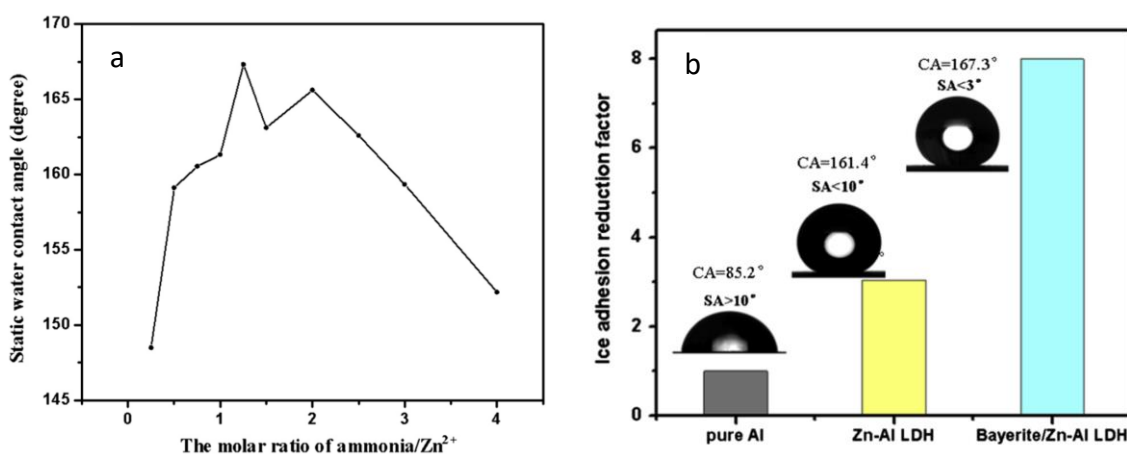 a
170
165
160
155
150
145
Static water contact angle (degree)
0
1
2
3
4
The molar ratio of ammonia/Zn²⁺
b
8
6
4
2
0
Ice adhesion reduction factor
CA=85.2°
SA>10°
CA=161.4°
SA<10°
CA=167.3°
SA<3°
pure Al
Zn-Al LDH
Bayerite/Zn-Al LDH